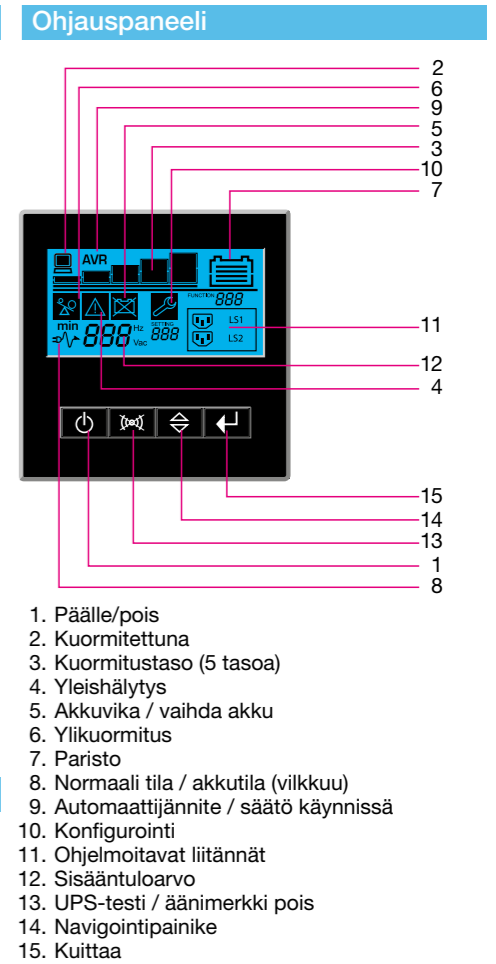 Ohjauspaneeli
2
6
9
5
3
10
7
AVR
FUNCTION 888
min
888 Hz
Vac
SETTING
888
LS1
LS2
11
12
4
15
14
13
1
8
1. Päälle/pois
2. Kuormitettuna
3. Kuormitustaso (5 tasoa)
4. Yleishälytys
5. Akkuvika / vaihda akku
6. Ylikuormitus
7. Paristo
8. Normaali tila / akkutila (vilkkuu)
9. Automaattijännite / säätö käynnissä
10. Konfigurointi
11. Ohjelmoitavat liitännät
12. Sisääntuloarvo
13. UPS-testi / äänimerkki pois
14. Navigointipainike
15. Kuittaa